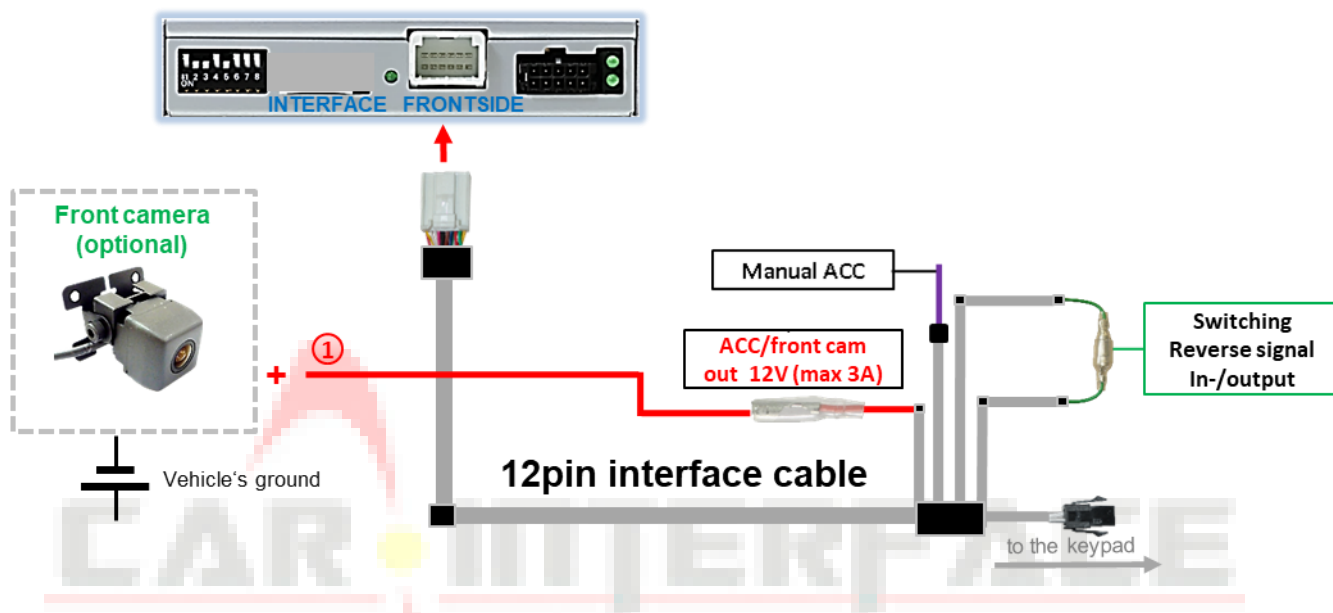 1 2 3 4 5 6 7 8
ON
INTERFACE FRONTSIDE
Front camera
(optional)
Manual ACC
①
+
ACC/front cam
out 12V (max 3A)
Switching
Reverse signal
In-/output
Vehicle‘s ground
12pin interface cable
to the keypad
CAR INTERFACE